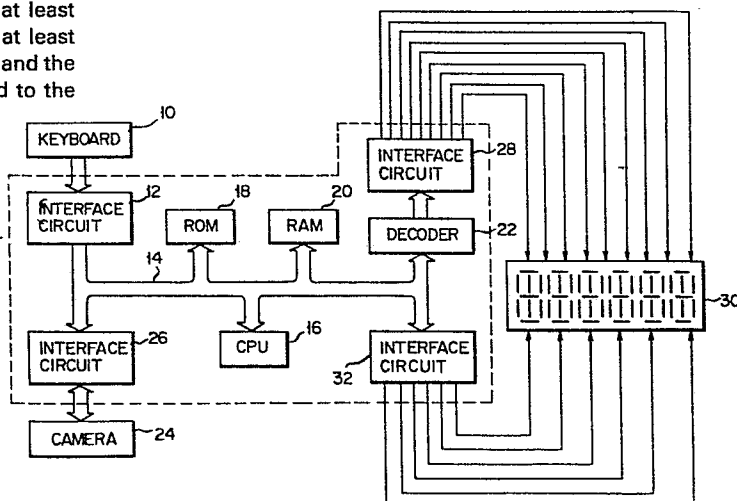 at least
at least
and the
d to the
KEYBOARD
10
INTERFACE
CIRCUIT
12
18
ROM
20
RAM
INTERFACE
CIRCUIT
28
DECODER
22
14
30
INTERFACE
CIRCUIT
26
CPU
16
INTERFACE
CIRCUIT
32
CAMERA
24